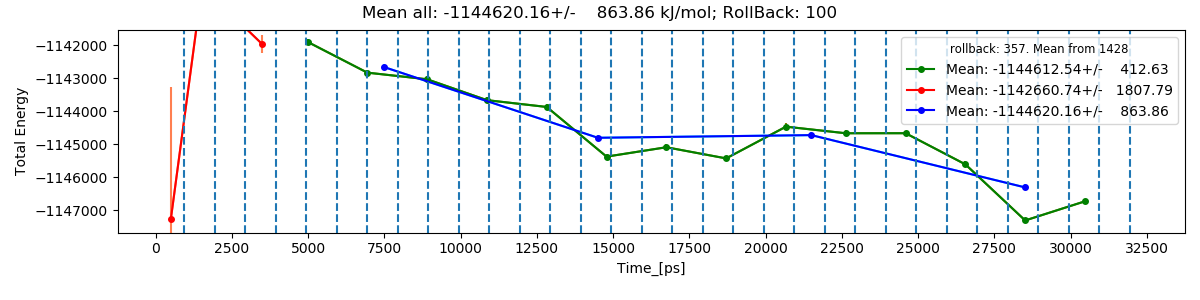 Mean all: -1144620.16+/-    863.86 kJ/mol; RollBack: 100
Total Energy
−1142000
−1143000
−1144000
−1145000
−1146000
−1147000
rollback: 357. Mean from 1428
Mean: -1144612.54+/-    412.63
Mean: -1142660.74+/-   1807.79
Mean: -1144620.16+/-    863.86
0 2500 5000 7500 10000 12500 15000 17500 20000 22500 25000 27500 30000 32500
Time_[ps]